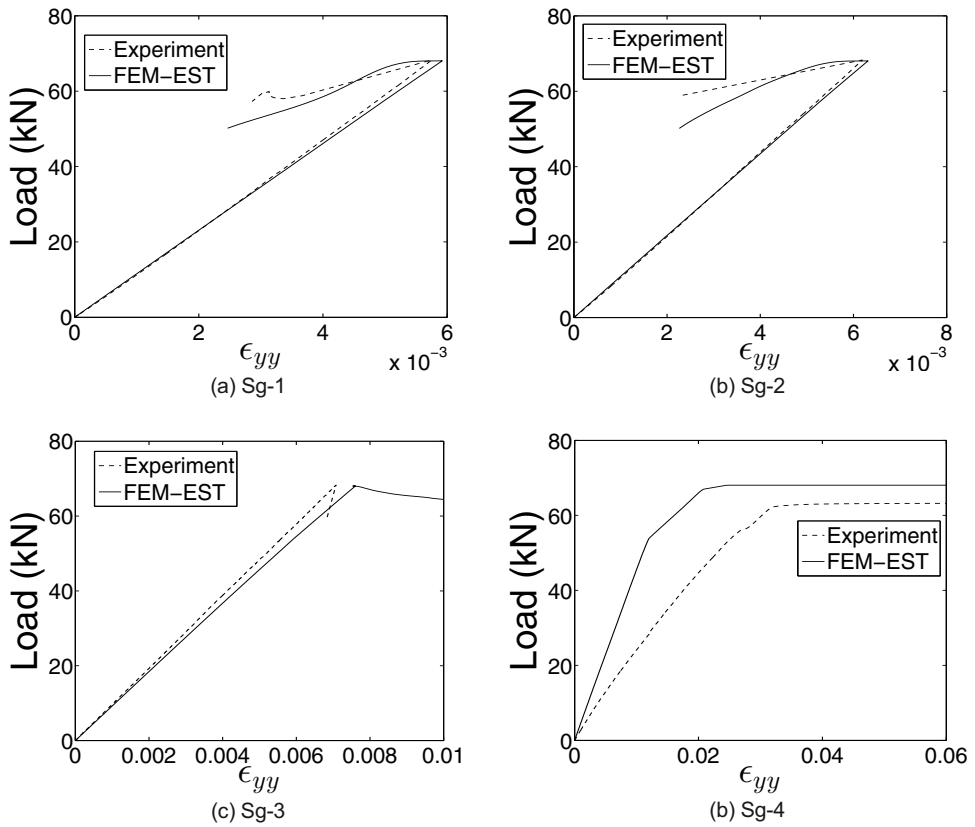 80
60
40
20
0
Load (kN)
Experiment
FEM−EST
0 2 4 6
ϵyy
x 10⁻³
(a) Sg-1
80
60
40
20
0
Load (kN)
Experiment
FEM−EST
0 2 4 6 8
ϵyy
x 10⁻³
(b) Sg-2
80
60
40
20
0
Load (kN)
Experiment
FEM−EST
0 0.002 0.004 0.006 0.008 0.01
ϵyy
(c) Sg-3
80
60
40
20
0
Load (kN)
Experiment
FEM−EST
0 0.02 0.04 0.06
ϵyy
(b) Sg-4